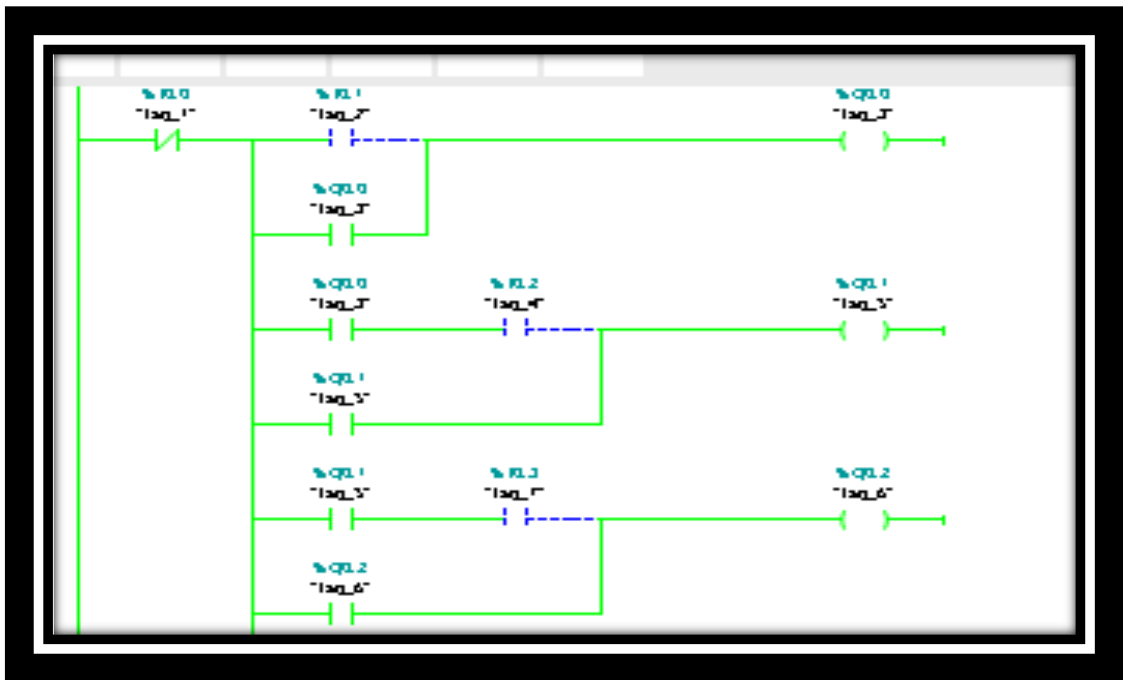 %I0.0 %I0.1 %Q0.0
"Tag_1" "Tag_2" "Tag_3"
%Q0.0
"Tag_3"
%Q0.0 %I0.2 %Q0.1
"Tag_3" "Tag_4" "Tag_5"
%Q0.1
"Tag_5"
%Q0.1 %I0.3 %Q0.2
"Tag_5" "Tag_7" "Tag_6"
%Q0.2
"Tag_6"